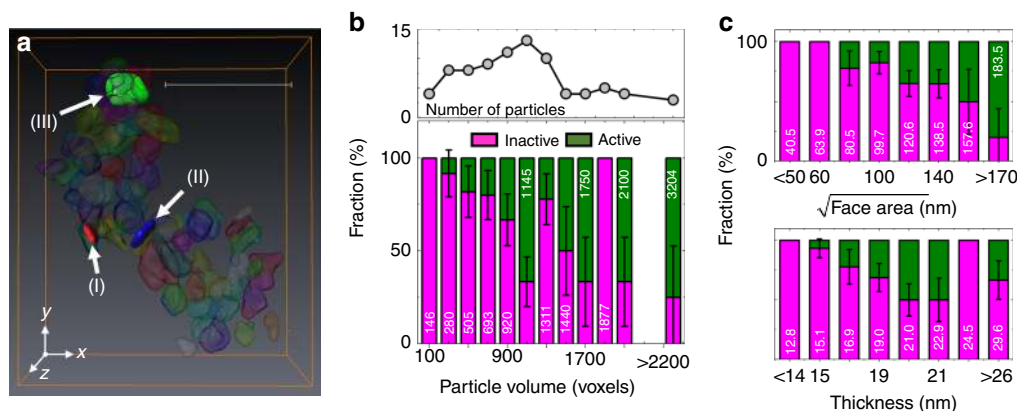 a
(III)
(II)
(I)
y
x
z
b
15
0
Number of particles
Inactive Active
Fraction (%)
100
50
0
146
280
505
693
920
1145
1311
1440
1750
1877
2100
3204
100 900 1700 >2200
Particle volume (voxels)
c
Fraction (%)
100
0
40.5
63.9
80.5
99.7
120.6
138.5
157.6
183.5
<50 60 100 140 >170
√Face area (nm)
12.8
15.1
16.9
19.0
21.0
22.9
24.5
29.6
<14 15 19 21 >26
Thickness (nm)